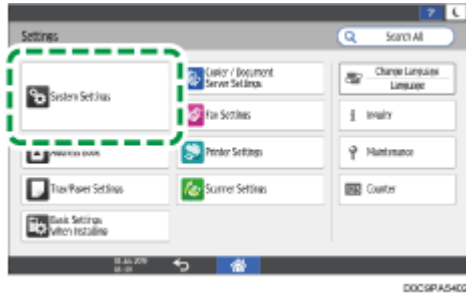 ?
Settings
Search All
System Settings
Copier / Document
Server Settings
Change Language
Language
Fax Settings
i Inquiry
Address Book
Printer Settings
Maintenance
Tray/Paper Settings
Scanner Settings
Counter
Basic Settings
When Installing
D0C9PA5402